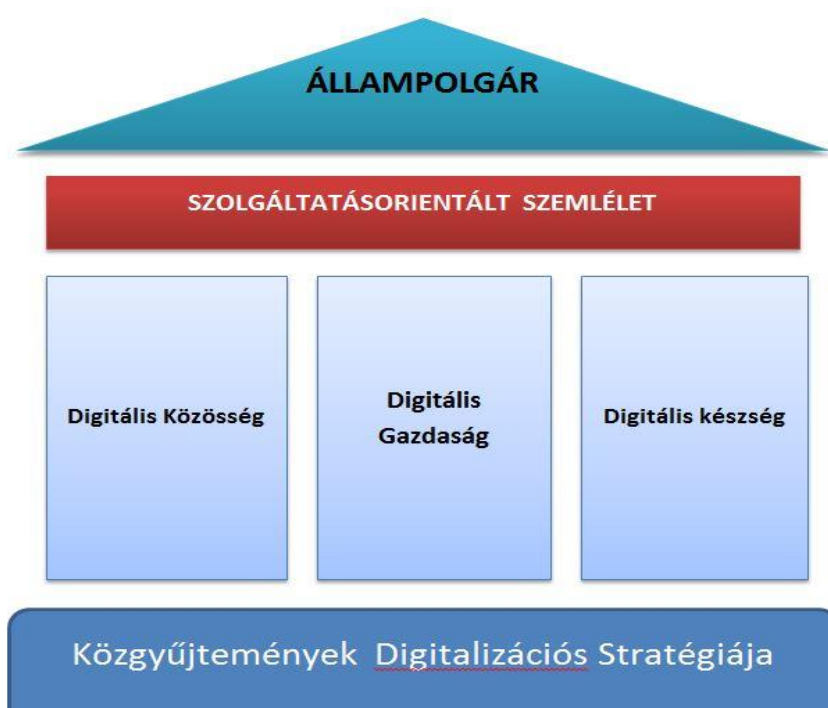 ÁLLAMPOLGÁR
SZOLGÁLTATÁSORIENTÁLT SZEMLÉLET
Digitális Közösség
Digitális
Gazdaság
Digitális készség
Közgyűjtemények Digitalizációs Stratégiája